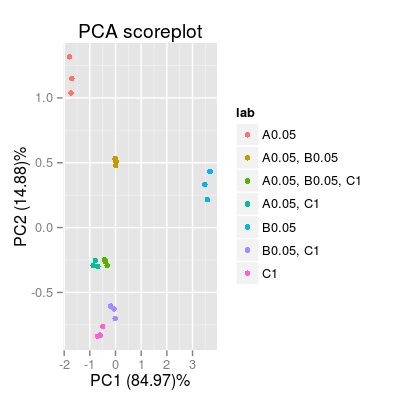 PCA scoreplot
PC2 (14.88)%
1.0
0.5
0.0
-0.5
-2 -1 0 1 2 3
PC1 (84.97)%
lab
A0.05
A0.05, B0.05
A0.05, B0.05, C1
A0.05, C1
B0.05
B0.05, C1
C1